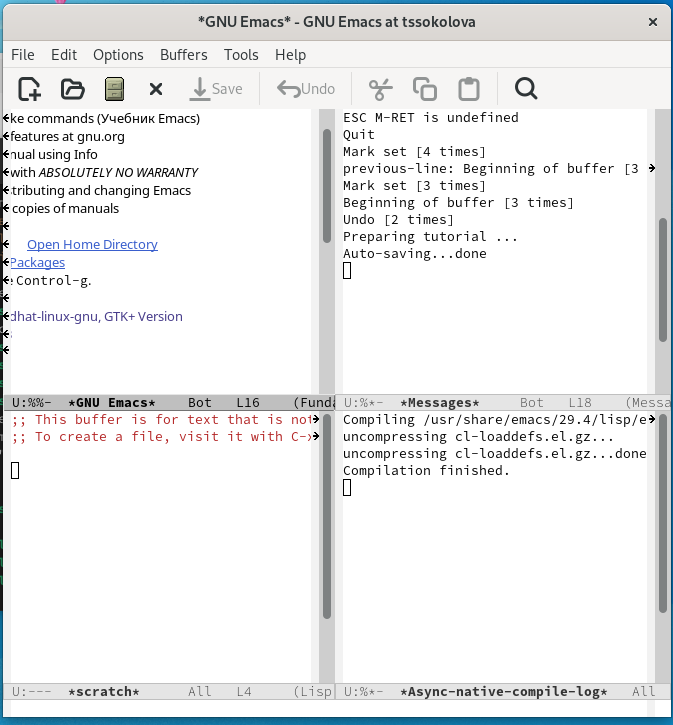 *GNU Emacs* - GNU Emacs at tssokolova
File Edit Options Buffers Tools Help
Save Undo
ke commands (Учебник Emacs)
features at gnu.org
nual using Info
with ABSOLUTELY NO WARRANTY
tributing and changing Emacs
copies of manuals
Open Home Directory
Packages
Control-g.
dhat-linux-gnu, GTK+ Version
U:%%- *GNU Emacs* Bot L16 (Funda
ESC M-RET is undefined
Quit
Mark set [4 times]
previous-line: Beginning of buffer [3
Mark set [3 times]
Beginning of buffer [3 times]
Undo [2 times]
Preparing tutorial ...
Auto-saving...done
U:%*- *Messages* Bot L18 (Messa
;; This buffer is for text that is not
;; To create a file, visit it with C-x
U:--- *scratch* All L4 (Lisp
Compiling /usr/share/emacs/29.4/lisp/e
uncompressing cl-loaddefs.el.gz...
uncompressing cl-loaddefs.el.gz...done
Compilation finished.
U:%*- *Async-native-compile-log* All